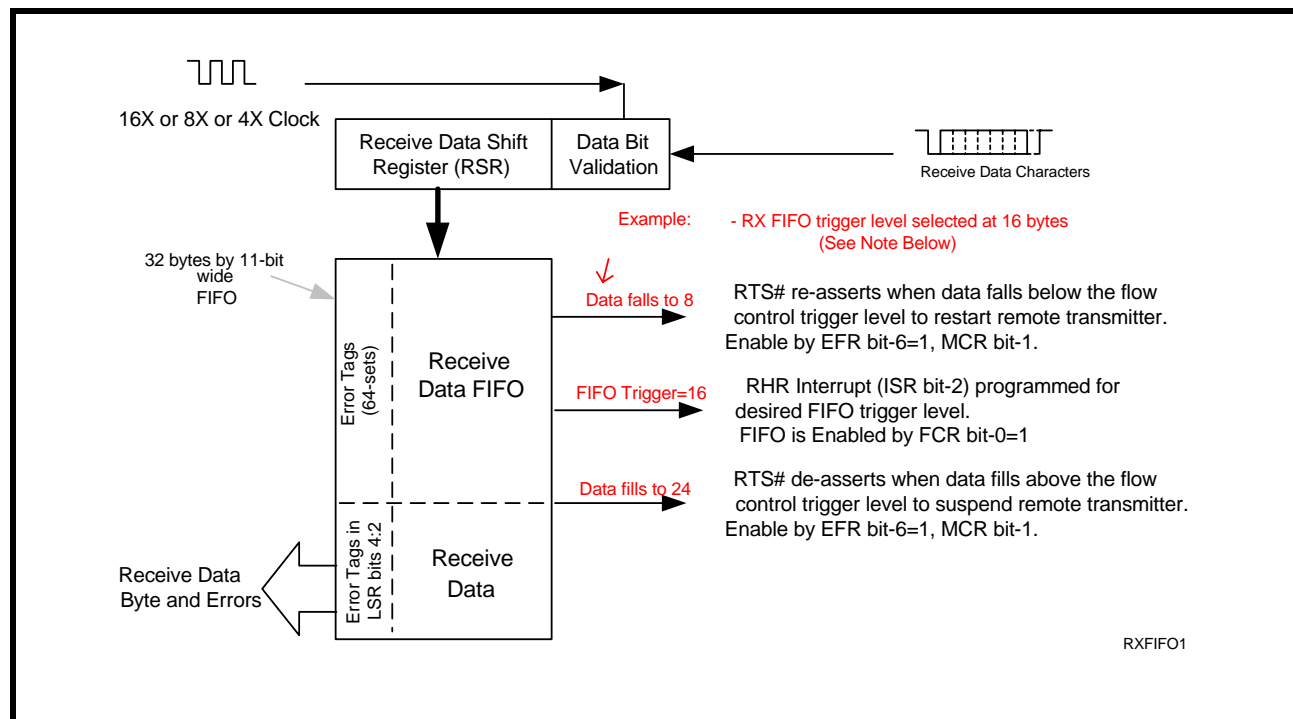 16X or 8X or 4X Clock
Receive Data Shift
Register (RSR)
Data Bit
Validation
Receive Data Characters
Example:
- RX FIFO trigger level selected at 16 bytes
(See Note Below)
32 bytes by 11-bit
wide
FIFO
Error Tags
(64-sets)
Receive
Data FIFO
Data falls to 8
RTS# re-asserts when data falls below the flow
control trigger level to restart remote transmitter.
Enable by EFR bit-6=1, MCR bit-1.
FIFO Trigger=16
RHR Interrupt (ISR bit-2) programmed for
desired FIFO trigger level.
FIFO is Enabled by FCR bit-0=1
Data fills to 24
RTS# de-asserts when data fills above the flow
control trigger level to suspend remote transmitter.
Enable by EFR bit-6=1, MCR bit-1.
Error Tags in
LSR bits 4:2
Receive
Data
Receive Data
Byte and Errors
RXFIFO1